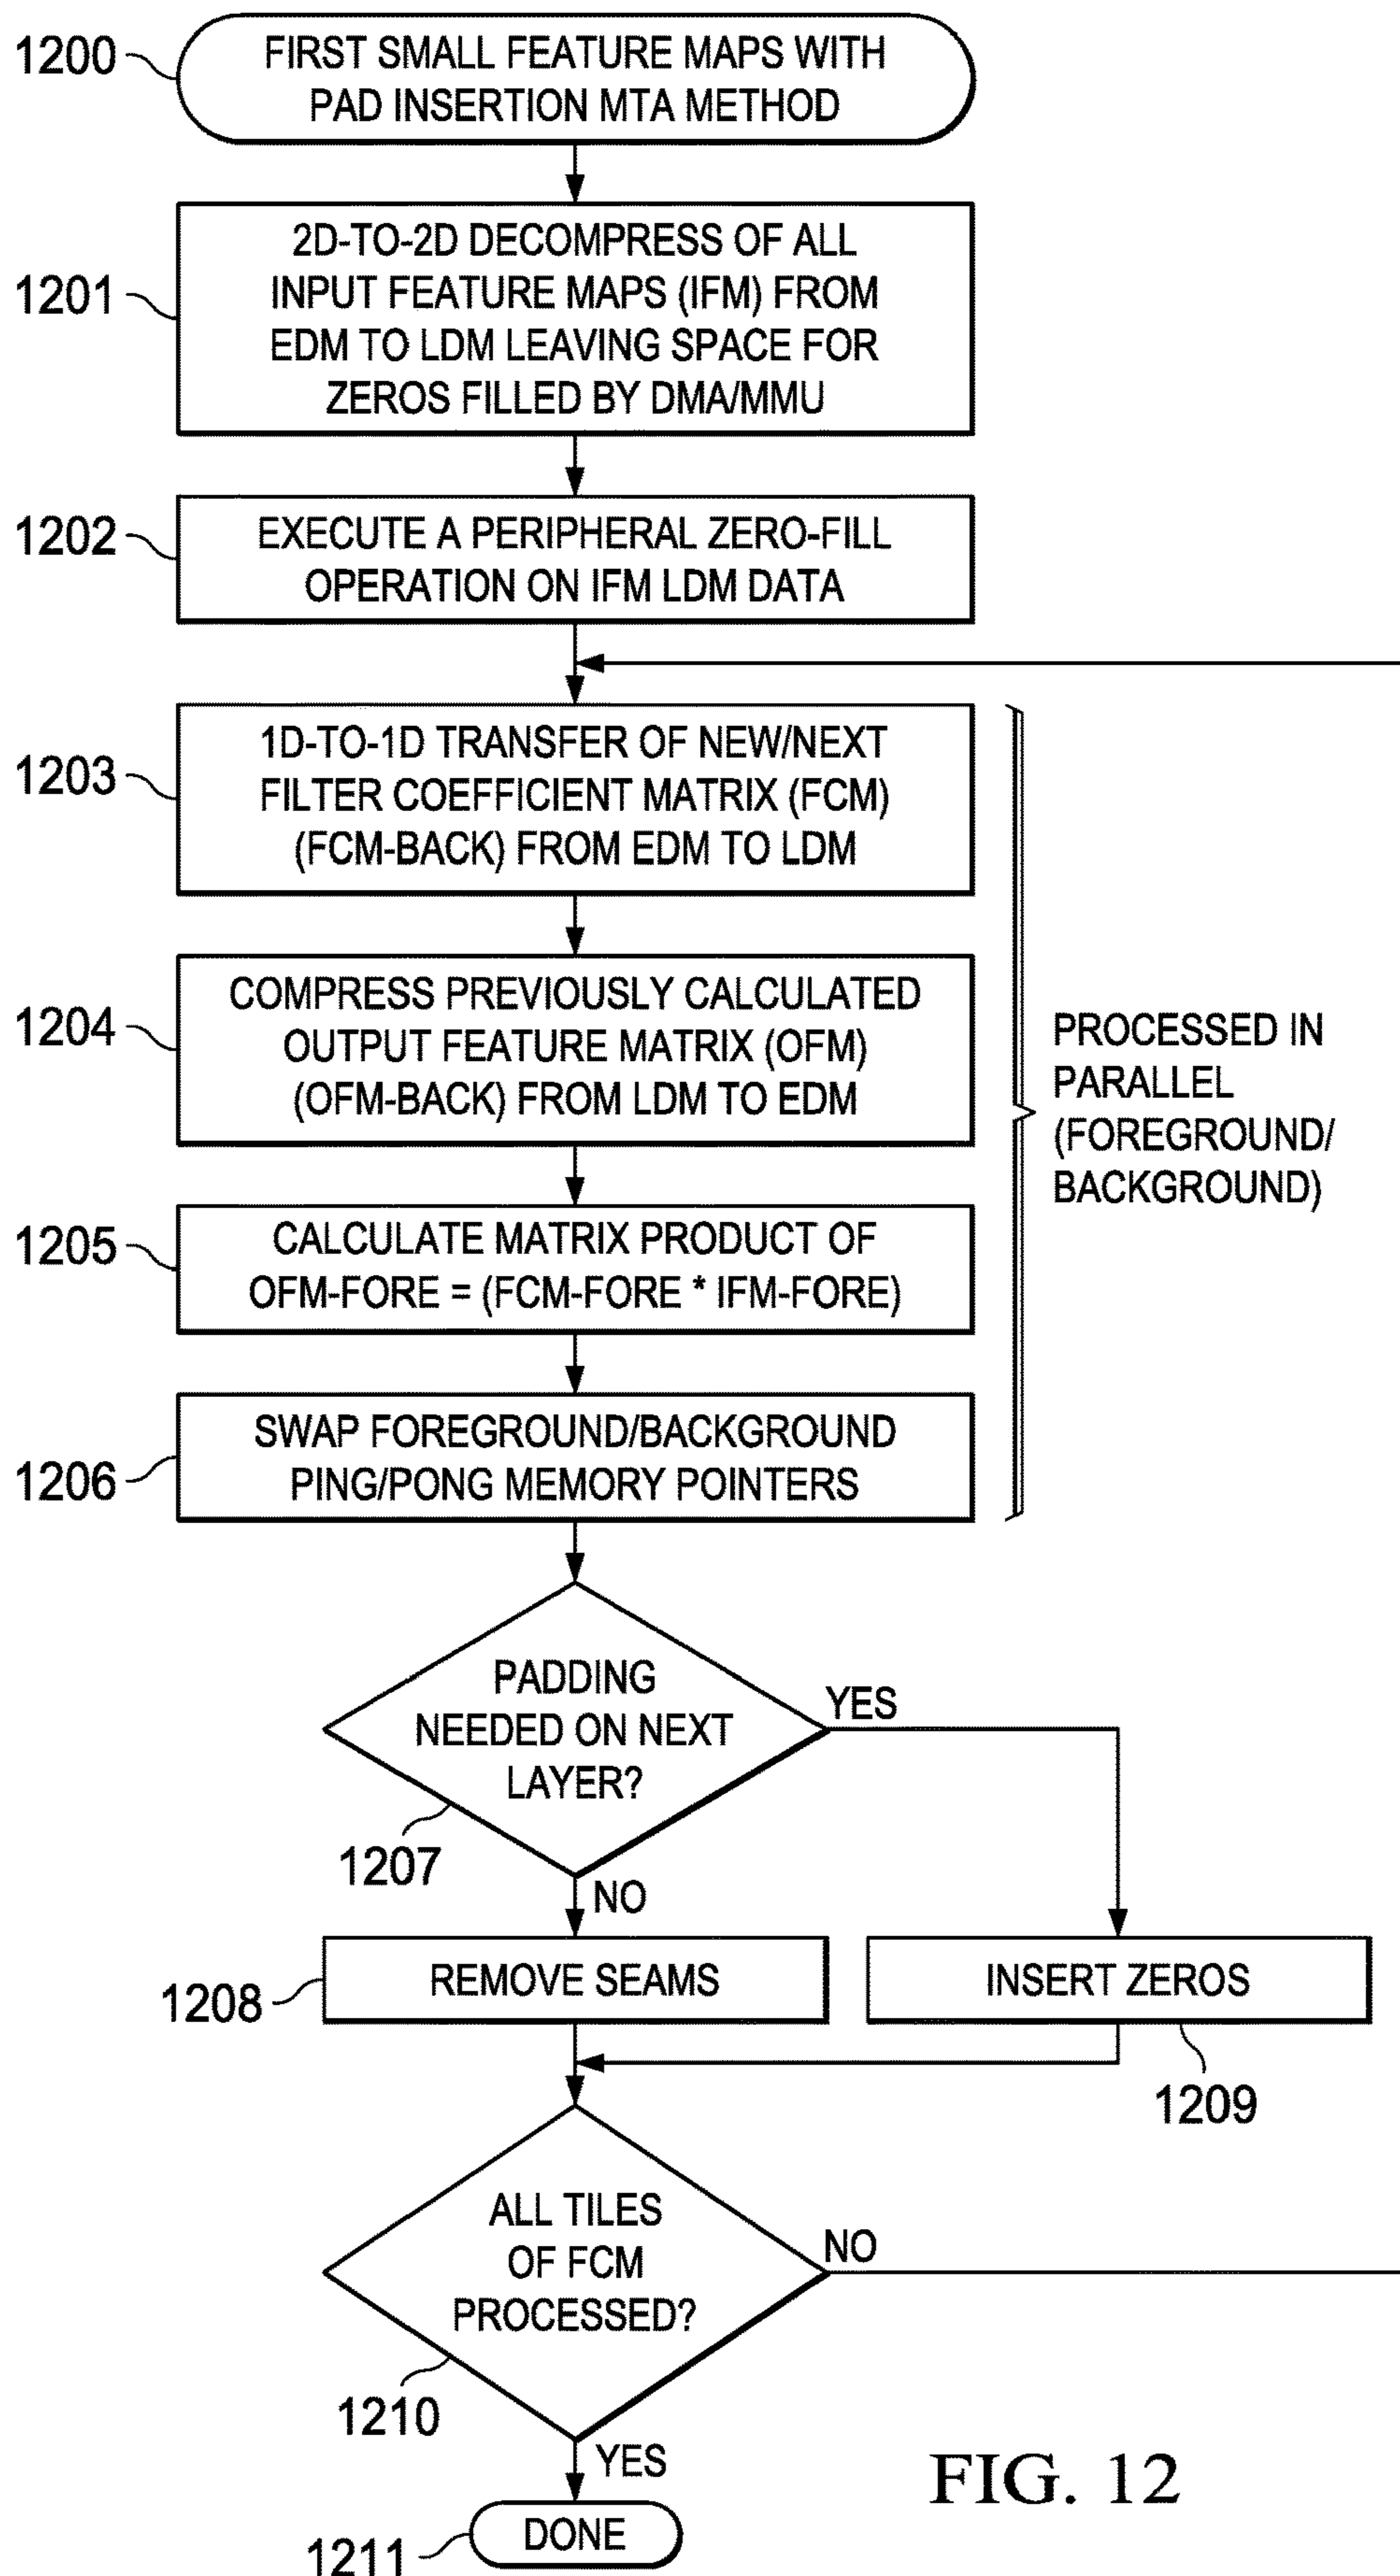 1200
FIRST SMALL FEATURE MAPS WITH
PAD INSERTION MTA METHOD
1201
2D-TO-2D DECOMPRESS OF ALL
INPUT FEATURE MAPS (IFM) FROM
EDM TO LDM LEAVING SPACE FOR
ZEROS FILLED BY DMA/MMU
1202
EXECUTE A PERIPHERAL ZERO-FILL
OPERATION ON IFM LDM DATA
1203
1D-TO-1D TRANSFER OF NEW/NEXT
FILTER COEFFICIENT MATRIX (FCM)
(FCM-BACK) FROM EDM TO LDM
1204
COMPRESS PREVIOUSLY CALCULATED
OUTPUT FEATURE MATRIX (OFM)
(OFM-BACK) FROM LDM TO EDM
PROCESSED IN
PARALLEL
(FOREGROUND/
BACKGROUND)
1205
CALCULATE MATRIX PRODUCT OF
OFM-FORE = (FCM-FORE * IFM-FORE)
1206
SWAP FOREGROUND/BACKGROUND
PING/PONG MEMORY POINTERS
PADDING
NEEDED ON NEXT
LAYER?
YES
1207
NO
1208
REMOVE SEAMS
INSERT ZEROS
1209
ALL TILES
OF FCM
PROCESSED?
NO
1210
YES
1211
DONE
FIG. 12